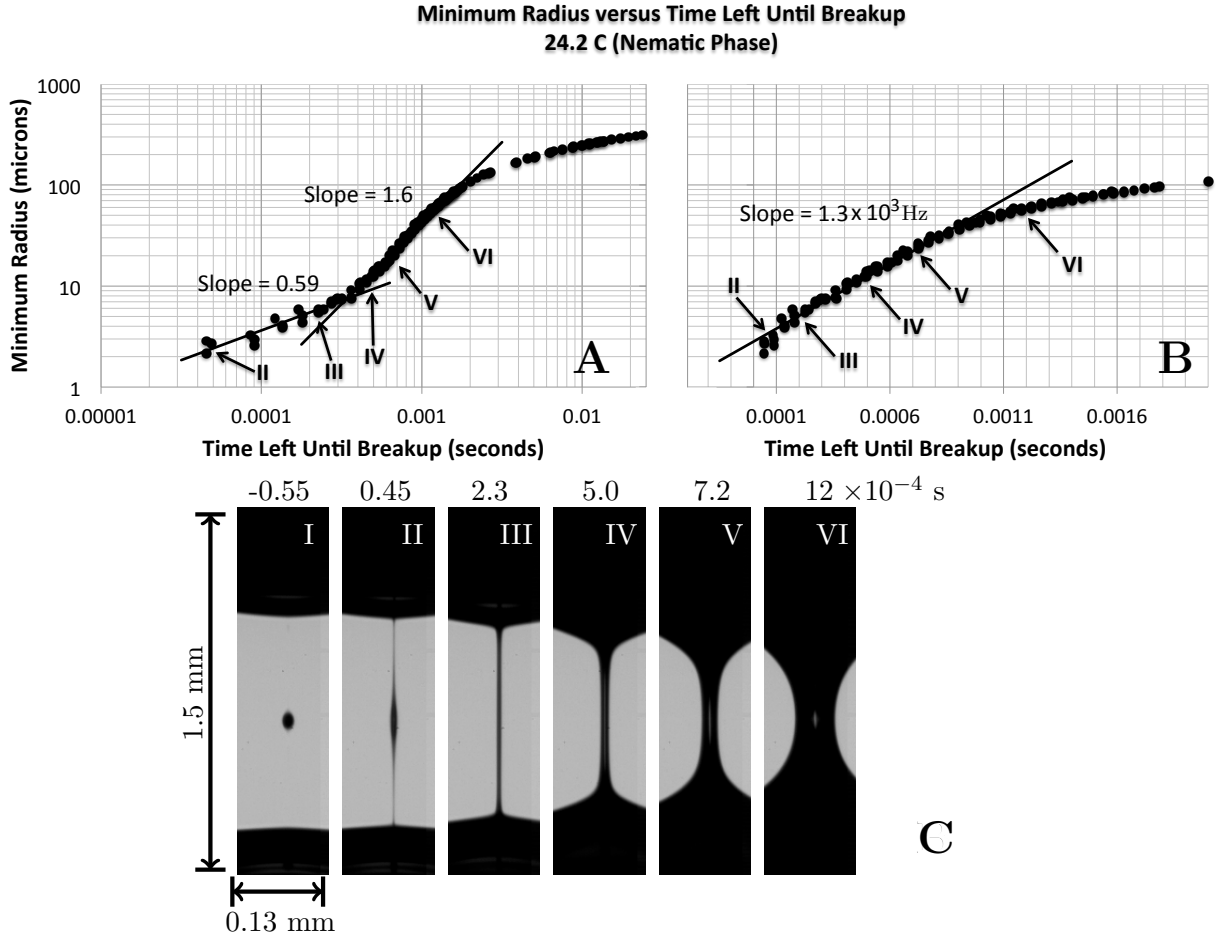 Minimum Radius versus Time Left Until Breakup
24.2 C (Nematic Phase)
Minimum Radius (microns)
1000
100
10
1
Slope = 1.6
Slope = 0.59
II
III
IV
V
VI
A
0.00001
0.0001
0.001
0.01
Time Left Until Breakup (seconds)
Slope = 1.3x10³Hz
II
III
IV
V
VI
B
0.0001
0.0006
0.0011
0.0016
Time Left Until Breakup (seconds)
-0.55 0.45 2.3 5.0 7.2 12 ×10⁻⁴ s
I II III IV V VI
1.5 mm
0.13 mm
C